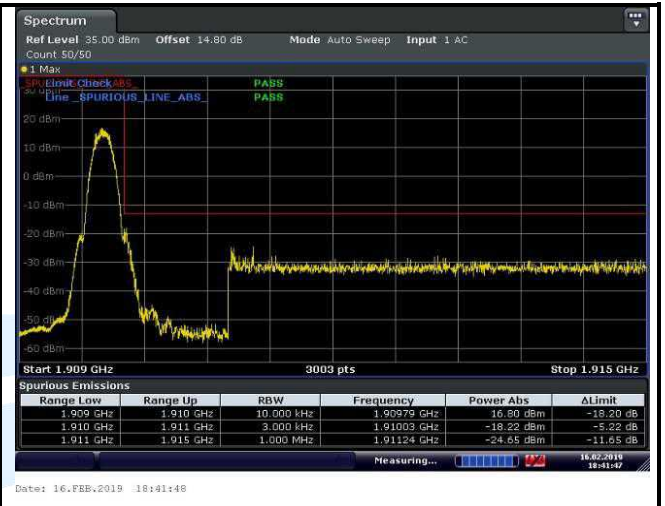 Spectrum
Ref Level 35.00 dBm Offset 14.80 dB Mode Auto Sweep Input 1 AC
Count 50/50
1 Max
Limit Check PASS
Line _SPURIOUS_LINE_ABS_ PASS
20 dBm
10 dBm
0 dBm
-10 dBm
-20 dBm
-30 dBm
-40 dBm
-50 dBm
-60 dBm
Start 1.909 GHz 3003 pts Stop 1.915 GHz
Spurious Emissions
Range Low Range Up RBW Frequency Power Abs ΔLimit
1.909 GHz 1.910 GHz 10.000 kHz 1.90979 GHz 16.80 dBm -18.20 dB
1.910 GHz 1.911 GHz 3.000 kHz 1.91003 GHz -18.22 dBm -5.22 dB
1.911 GHz 1.915 GHz 1.000 MHz 1.91124 GHz -24.65 dBm -11.65 dB
Measuring... 16.02.2019
18:41:47
Date: 16.FEB.2019 18:41:48